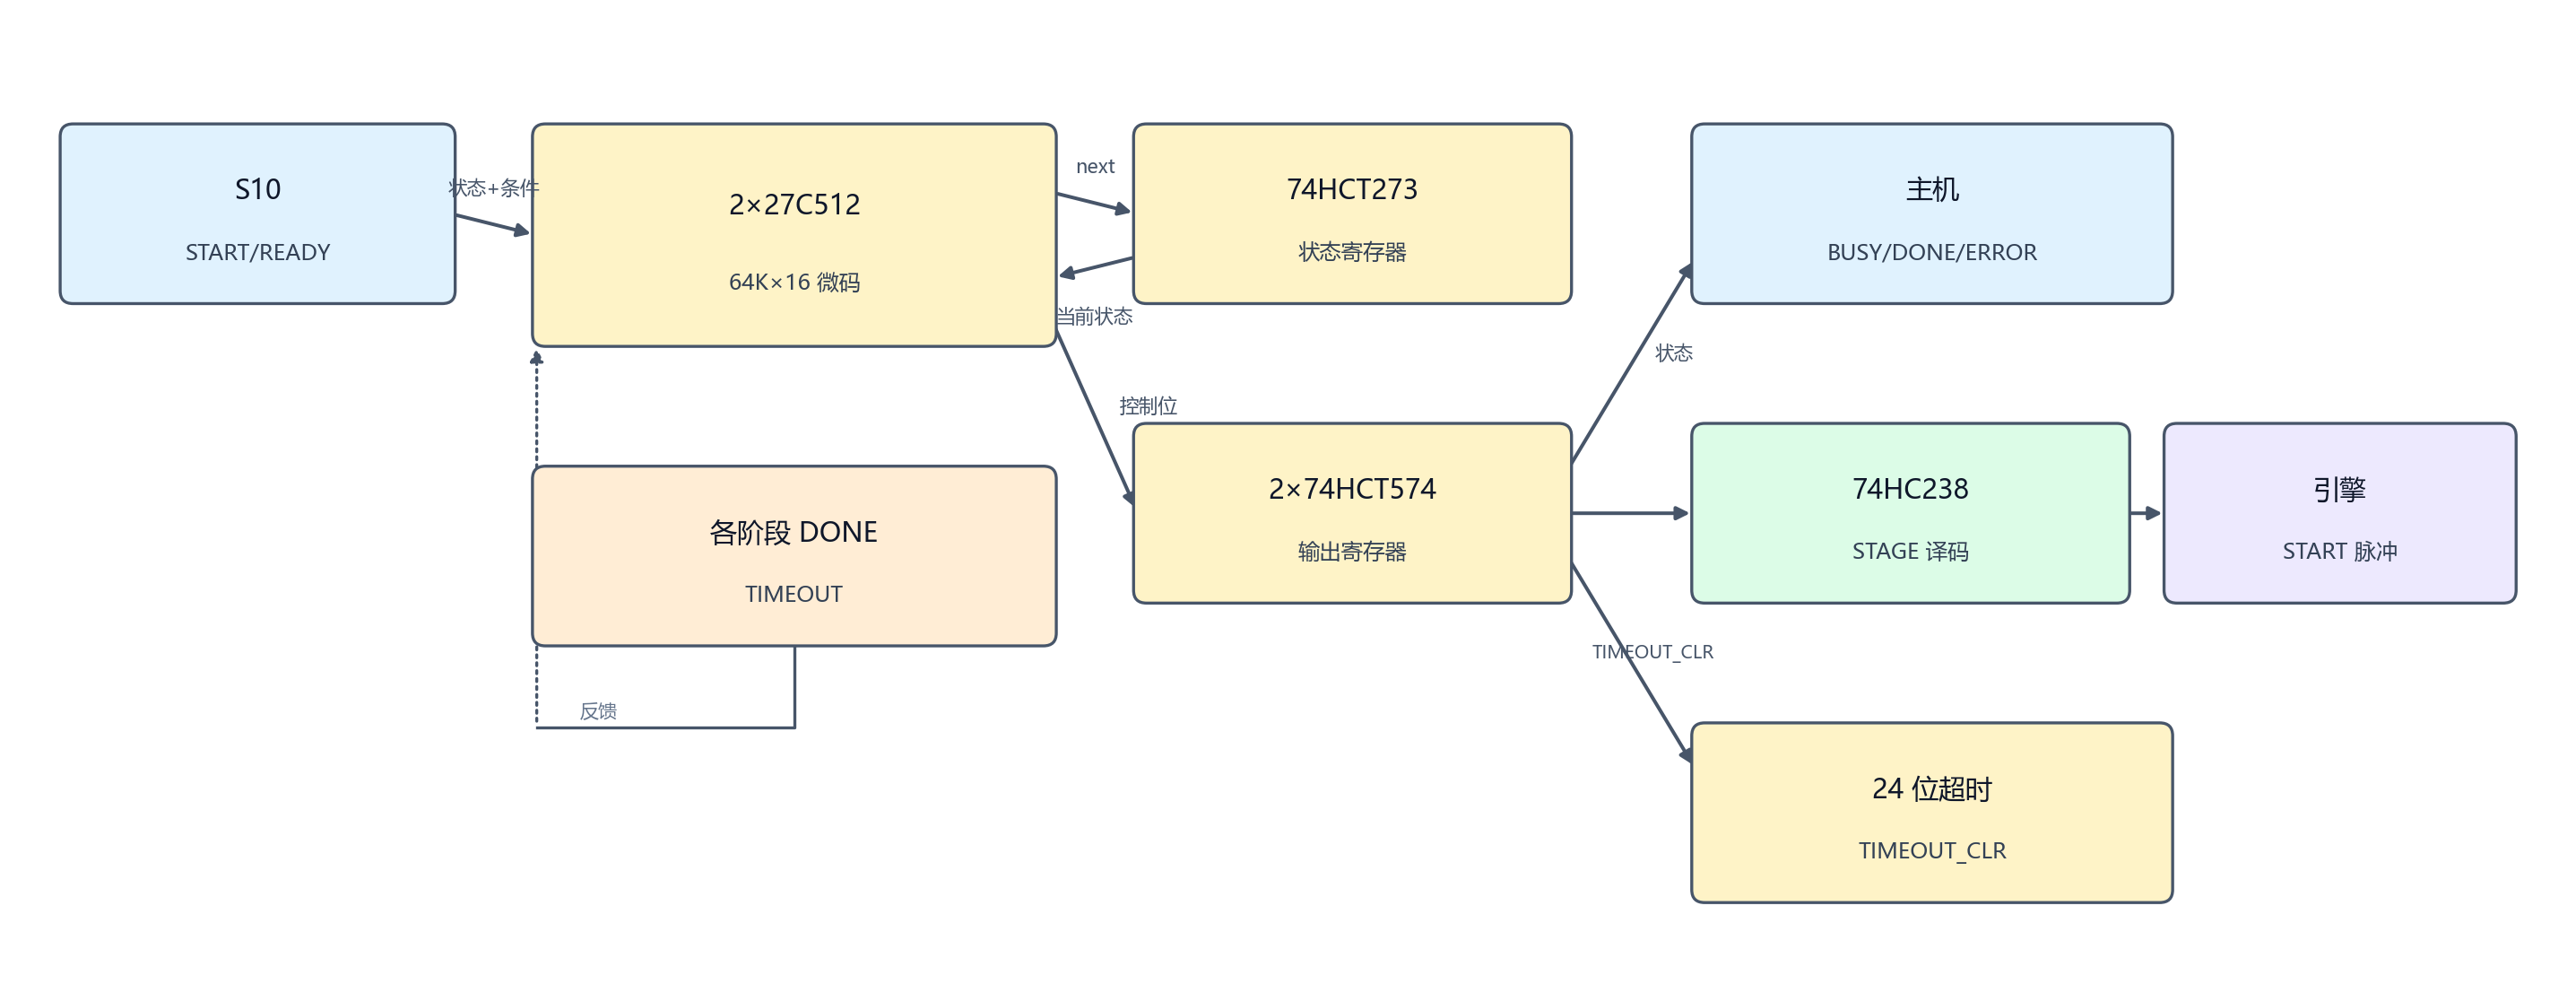 S10
START/READY
状态+条件
2×27C512
64K×16 微码
next
当前状态
74HCT273
状态寄存器
主机
BUSY/DONE/ERROR
状态
控制位
各阶段 DONE
TIMEOUT
反馈
2×74HCT574
输出寄存器
74HC238
STAGE 译码
引擎
START 脉冲
TIMEOUT_CLR
24 位超时
TIMEOUT_CLR